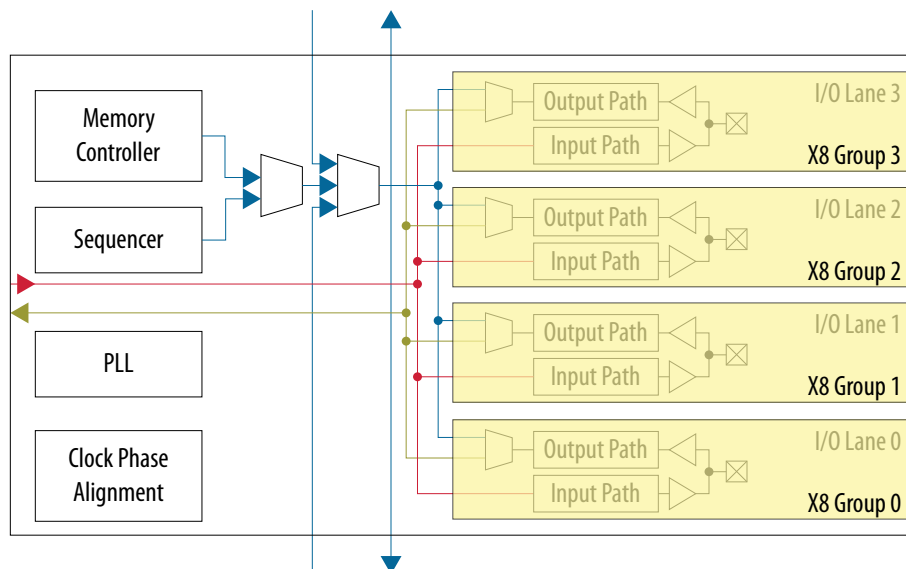 Memory
Controller
Sequencer
PLL
Clock Phase
Alignment
Output Path
I/O Lane 3
Input Path
X8 Group 3
Output Path
I/O Lane 2
Input Path
X8 Group 2
Output Path
I/O Lane 1
Input Path
X8 Group 1
Output Path
I/O Lane 0
Input Path
X8 Group 0